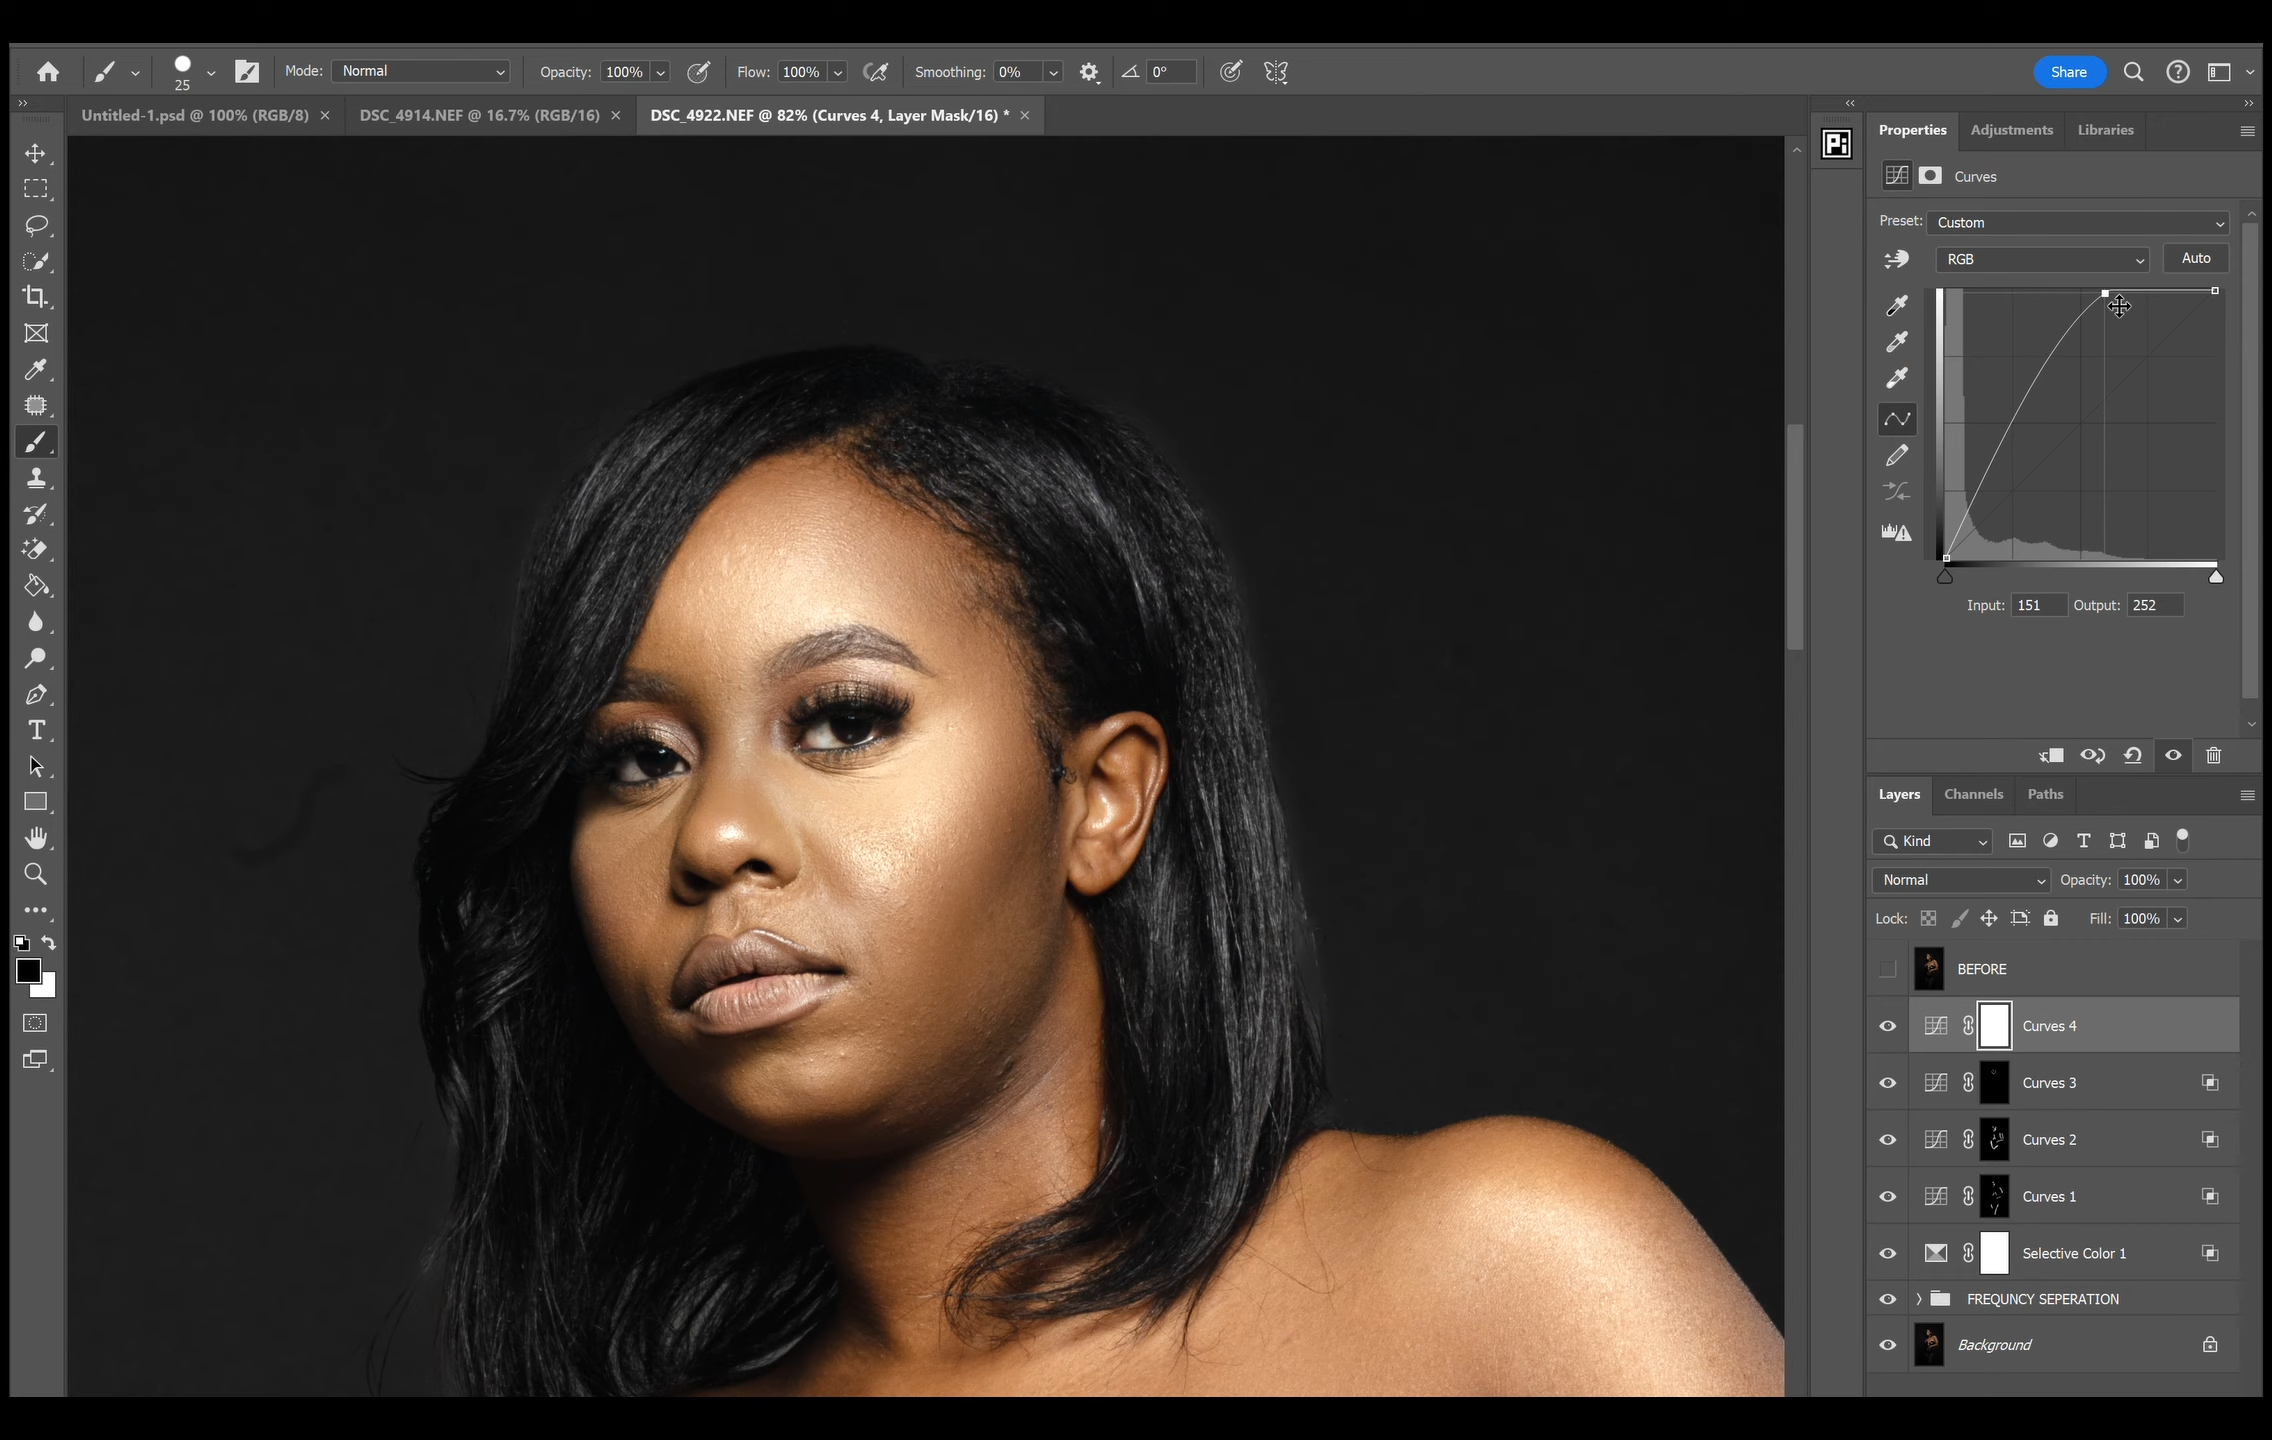 25
Mode: Normal
Opacity: 100%
Flow: 100%
Smoothing: 0%
0°
Share
Untitled-1.psd @ 100% (RGB/8) ×
DSC_4914.NEF @ 16.7% (RGB/16) ×
DSC_4922.NEF @ 82% (Curves 4, Layer Mask/16) * ×
Pi
Properties Adjustments Libraries
Curves
Preset: Custom
RGB Auto
Input: 151 Output: 252
Layers Channels Paths
Kind
Normal Opacity: 100%
Lock: Fill: 100%
BEFORE
Curves 4
Curves 3
Curves 2
Curves 1
Selective Color 1
FREQUNCY SEPERATION
Background